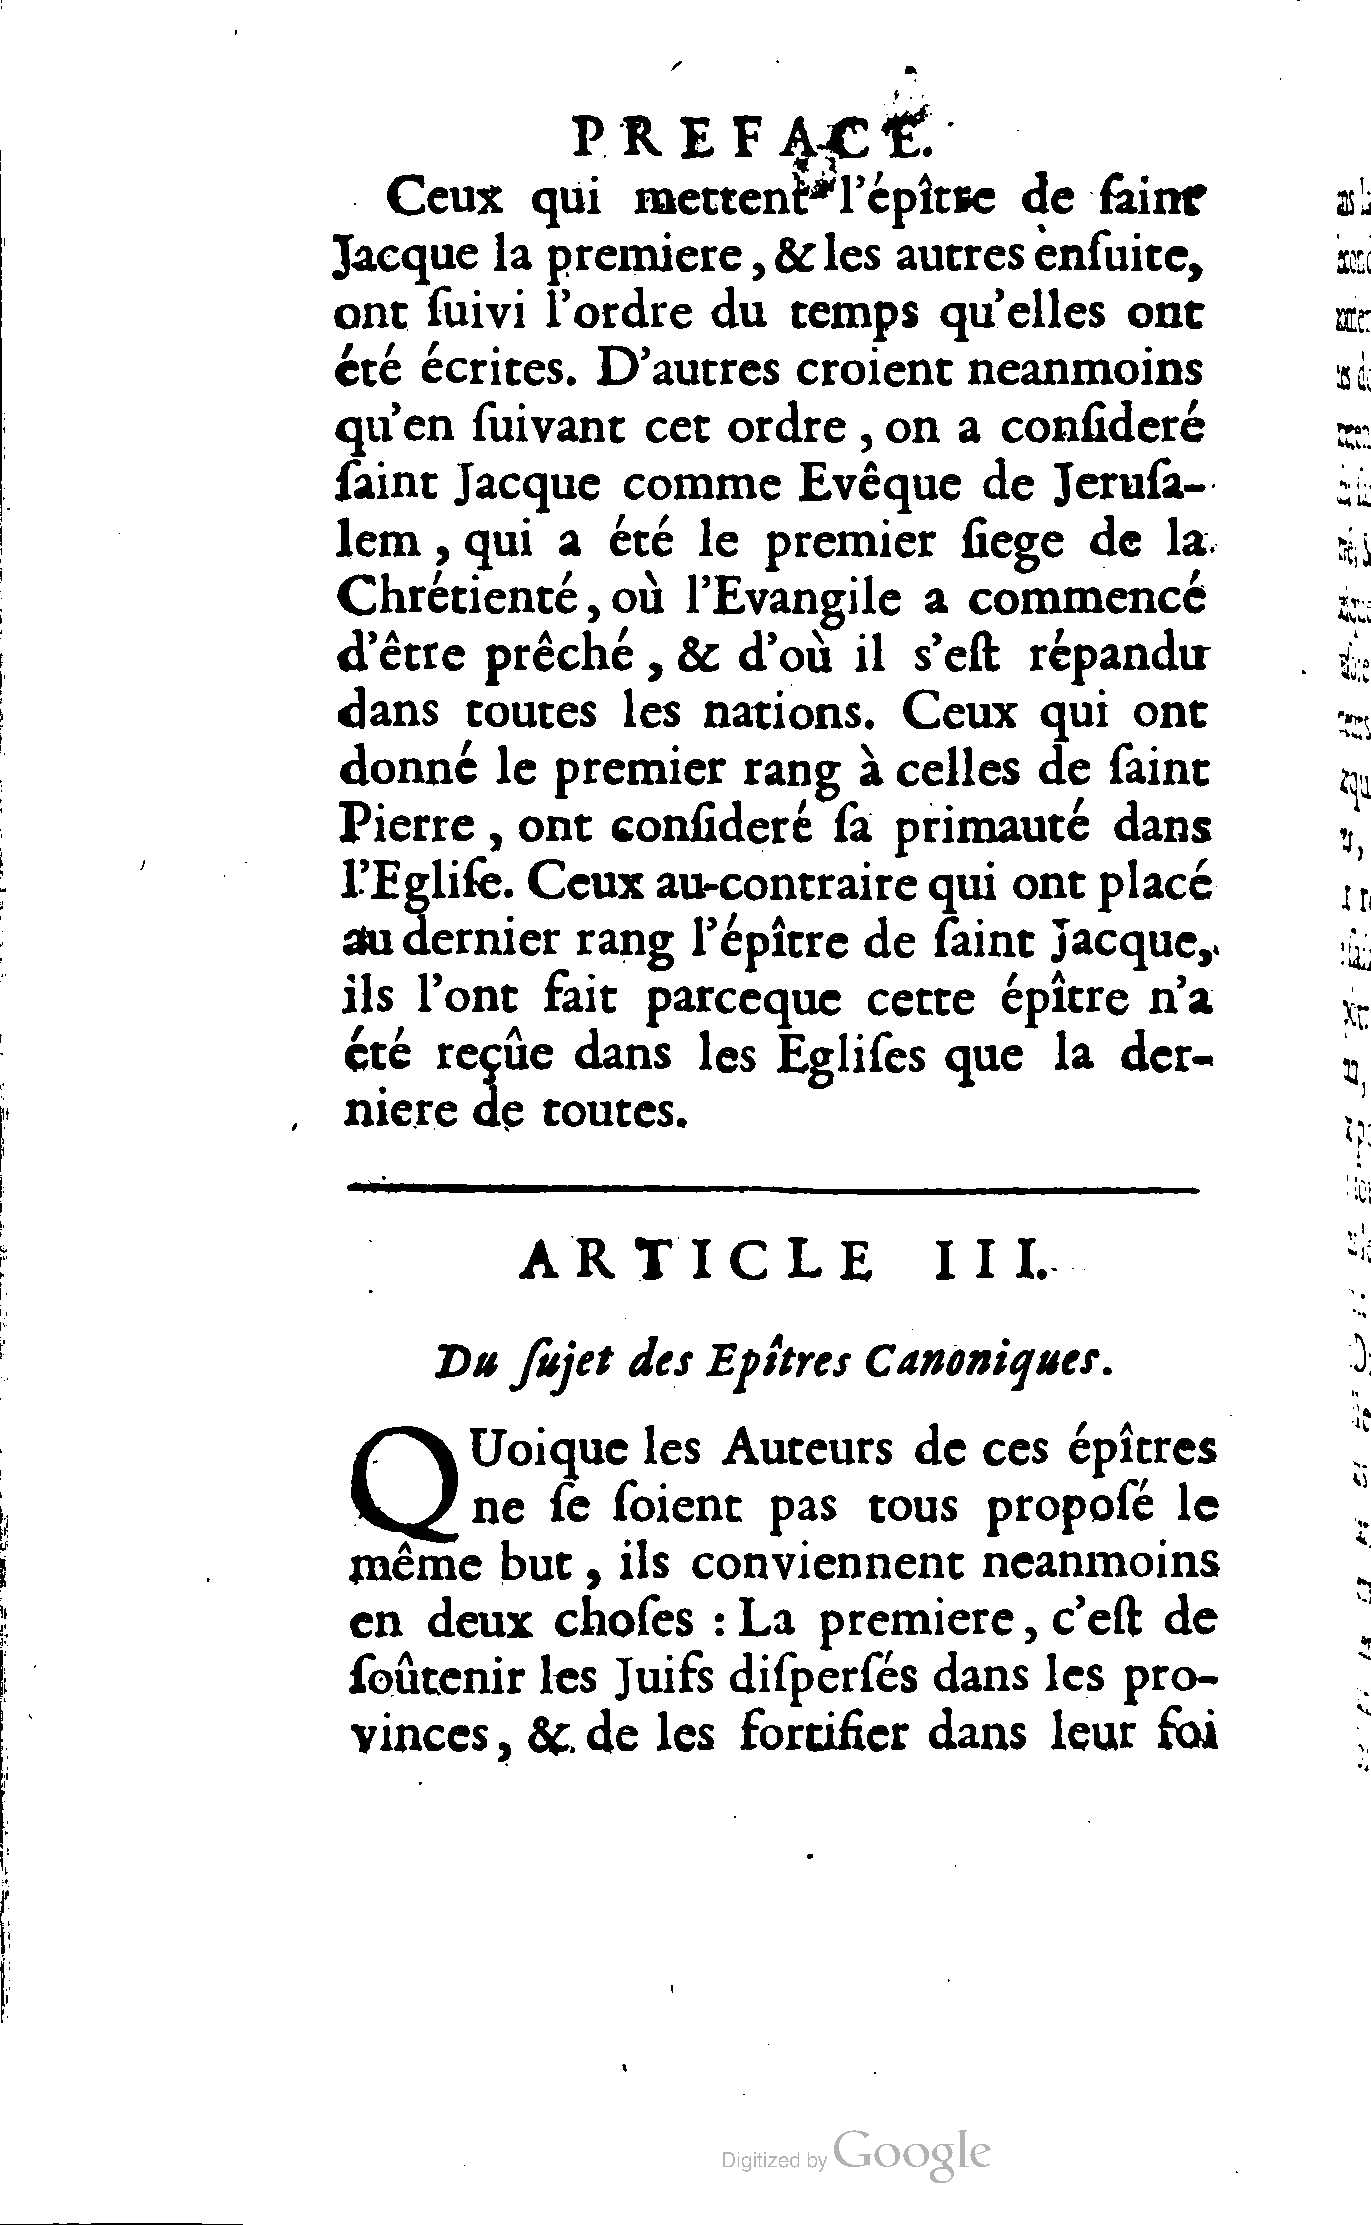 PREFACE.
Ceux qui mettent l'épître de ſaint
Jacque la premiere, & les autres enſuite,
ont ſuivi l'ordre du temps qu'elles ont
été écrites. D'autres croient neanmoins
qu'en ſuivant cet ordre, on a conſideré
ſaint Jacque comme Evêque de Jeruſa-
lem, qui a été le premier ſiege de la
Chrétienté, où l'Evangile a commencé
d'être prêché, & d'où il s'eſt répandu
dans toutes les nations. Ceux qui ont
donné le premier rang à celles de ſaint
Pierre, ont conſideré ſa primauté dans
l'Egliſe. Ceux au-contraire qui ont placé
au dernier rang l'épître de ſaint Jacque,
ils l'ont fait parceque cette épître n'a
été reçûe dans les Egliſes que la der-
niere de toutes.
ARTICLE III.
Du ſujet des Epîtres Canoniques.
QUoique les Auteurs de ces épîtres
ne ſe ſoient pas tous propoſé le
même but, ils conviennent neanmoins
en deux choſes : La premiere, c'eſt de
ſoûtenir les Juifs diſperſés dans les pro-
vinces, & de les fortifier dans leur foi
Digitized by Google